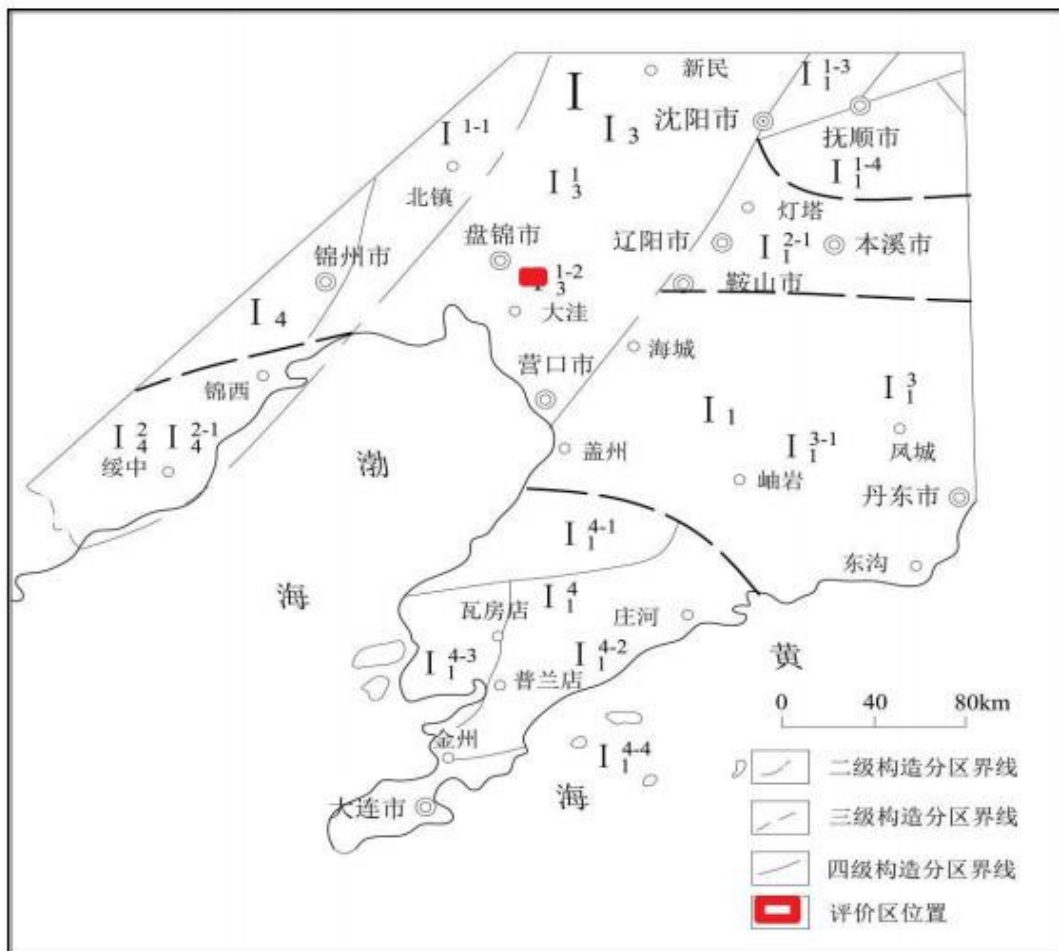 新民
I 1-3 1
I
I 3
沈阳市
抚顺市
I 1-1
北镇
I 1 3
I 1-4 1
灯塔
盘锦市
辽阳市
I 2-1 1
本溪市
锦州市
1-2 3
鞍山市
大洼
I 4
海城
锦西
营口市
I 1
I 3 1
I 2 4
I 2-1 4
绥中
渤
盖州
I 3-1 1
凤城
岫岩
丹东市
I 4-1 1
东沟
海
I 4 1
瓦房店
庄河
I 4-3 1
I 4-2 1
黄
普兰店
0 40 80km
金州
I 4-4 1
海
大连市
二级构造分区界线
三级构造分区界线
四级构造分区界线
评价区位置